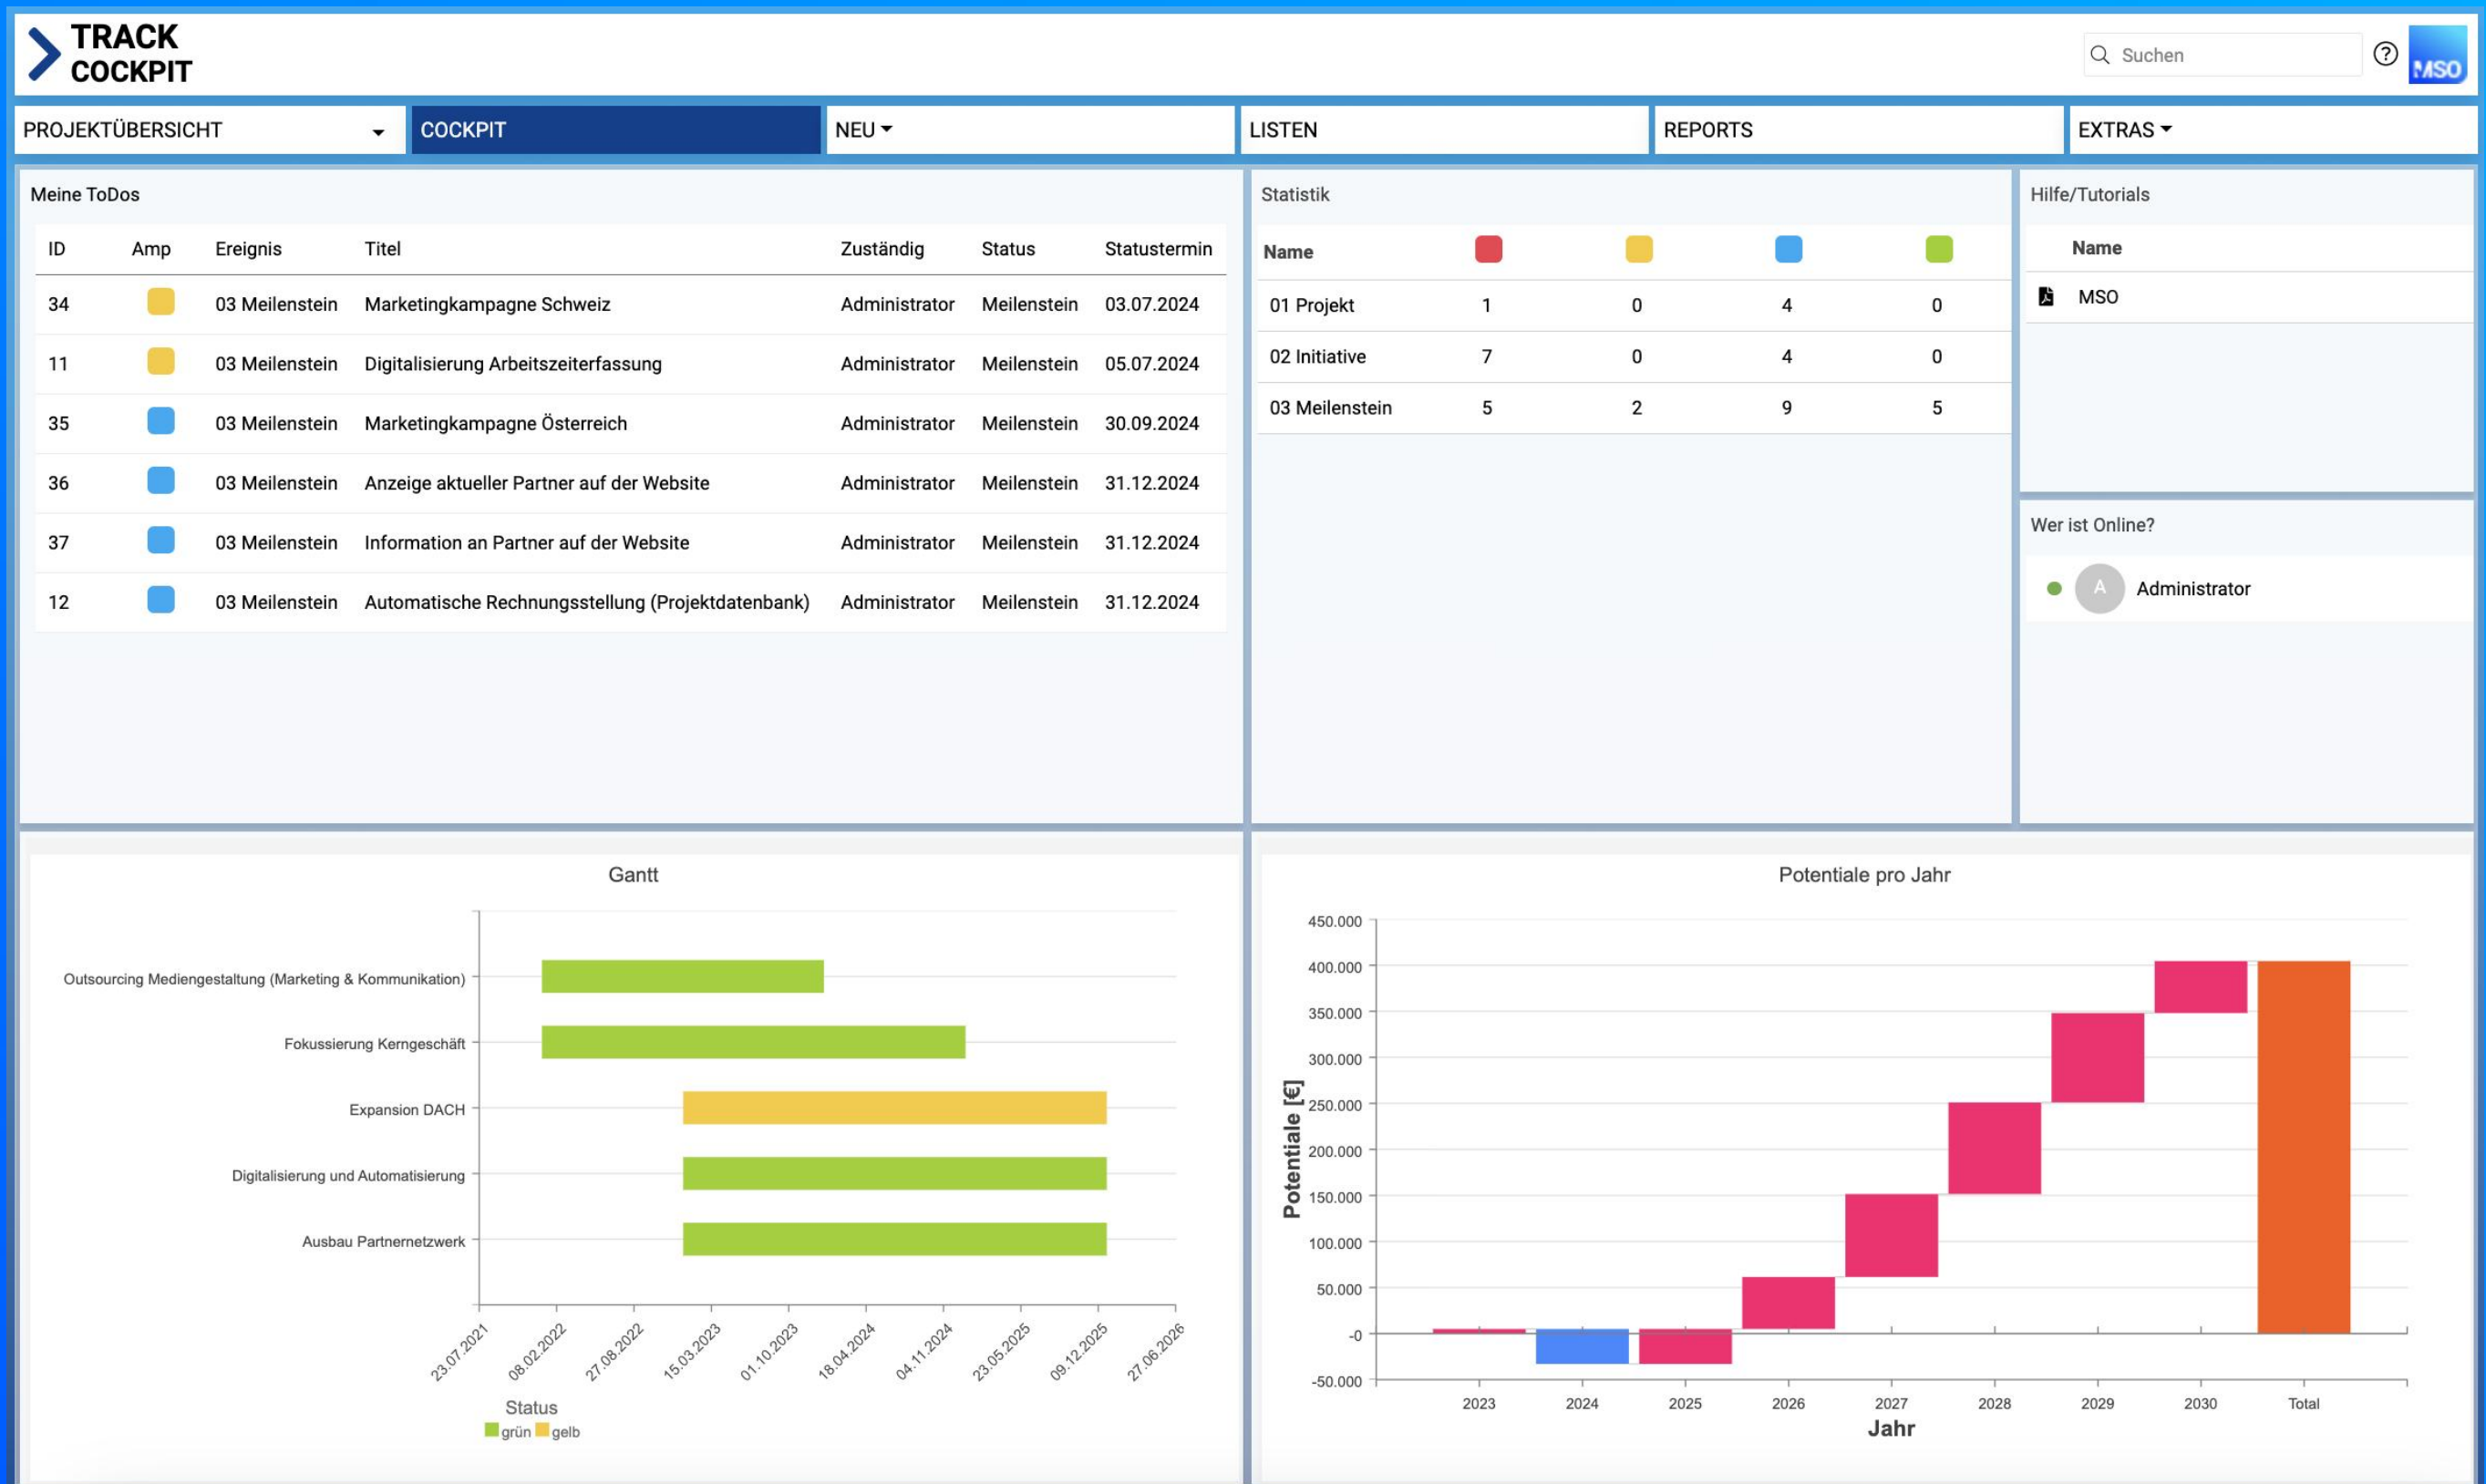 TRACK
COCKPIT
Suchen
?
MSO
PROJEKTÜBERSICHT
COCKPIT
NEU
LISTEN
REPORTS
EXTRAS
Meine ToDos
ID Amp Ereignis Titel Zuständig Status Statustermin
34 03 Meilenstein Marketingkampagne Schweiz Administrator Meilenstein 03.07.2024
11 03 Meilenstein Digitalisierung Arbeitszeiterfassung Administrator Meilenstein 05.07.2024
35 03 Meilenstein Marketingkampagne Österreich Administrator Meilenstein 30.09.2024
36 03 Meilenstein Anzeige aktueller Partner auf der Website Administrator Meilenstein 31.12.2024
37 03 Meilenstein Information an Partner auf der Website Administrator Meilenstein 31.12.2024
12 03 Meilenstein Automatische Rechnungsstellung (Projektdatenbank) Administrator Meilenstein 31.12.2024
Statistik
Name
01 Projekt 1 0 4 0
02 Initiative 7 0 4 0
03 Meilenstein 5 2 9 5
Hilfe/Tutorials
Name
MSO
Wer ist Online?
A Administrator
Gantt
Outsourcing Mediengestaltung (Marketing & Kommunikation)
Fokussierung Kerngeschäft
Expansion DACH
Digitalisierung und Automatisierung
Ausbau Partnernetzwerk
23.07.2021 08.02.2022 27.08.2022 15.03.2023 01.10.2023 18.04.2024 04.11.2024 23.05.2025 09.12.2025 27.06.2026
Status
grün gelb
Potentiale pro Jahr
Potentiale [€]
450.000
400.000
350.000
300.000
250.000
200.000
150.000
100.000
50.000
-0
-50.000
2023 2024 2025 2026 2027 2028 2029 2030 Total
Jahr